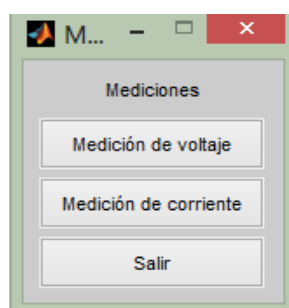 M...
Mediciones
Medición de voltaje
Medición de corriente
Salir